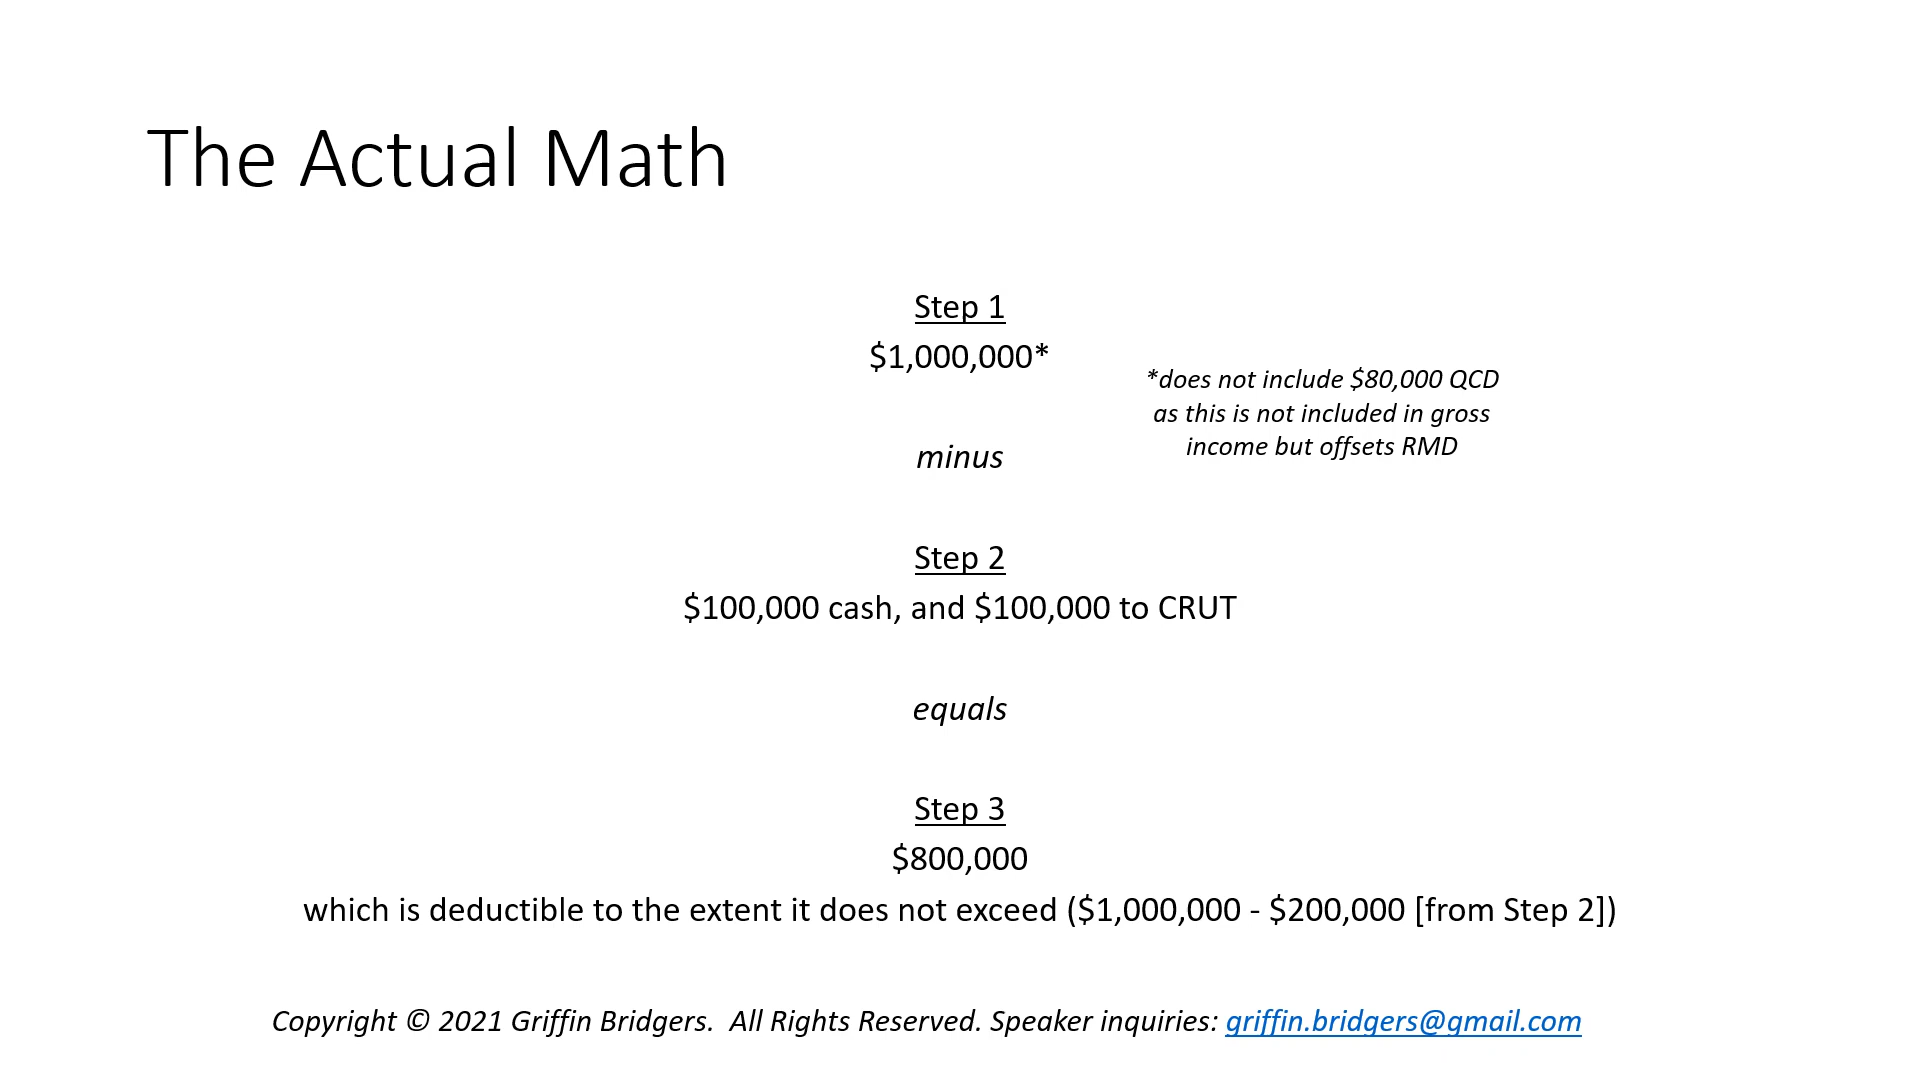 The Actual Math
Step 1
$1,000,000*
*does not include $80,000 QCD
as this is not included in gross
income but offsets RMD
minus
Step 2
$100,000 cash, and $100,000 to CRUT
equals
Step 3
$800,000
which is deductible to the extent it does not exceed ($1,000,000 - $200,000 [from Step 2])
Copyright © 2021 Griffin Bridgers.  All Rights Reserved. Speaker inquiries: griffin.bridgers@gmail.com